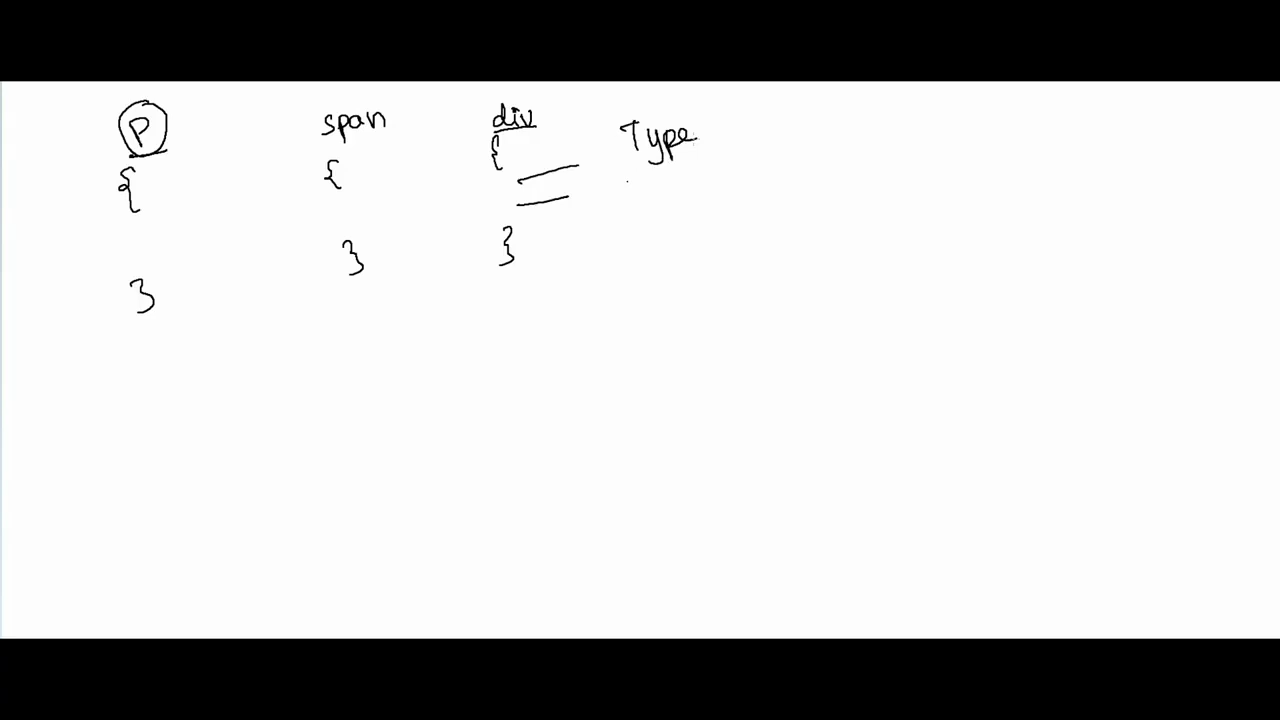 P span div Type
{ { {
} }
}